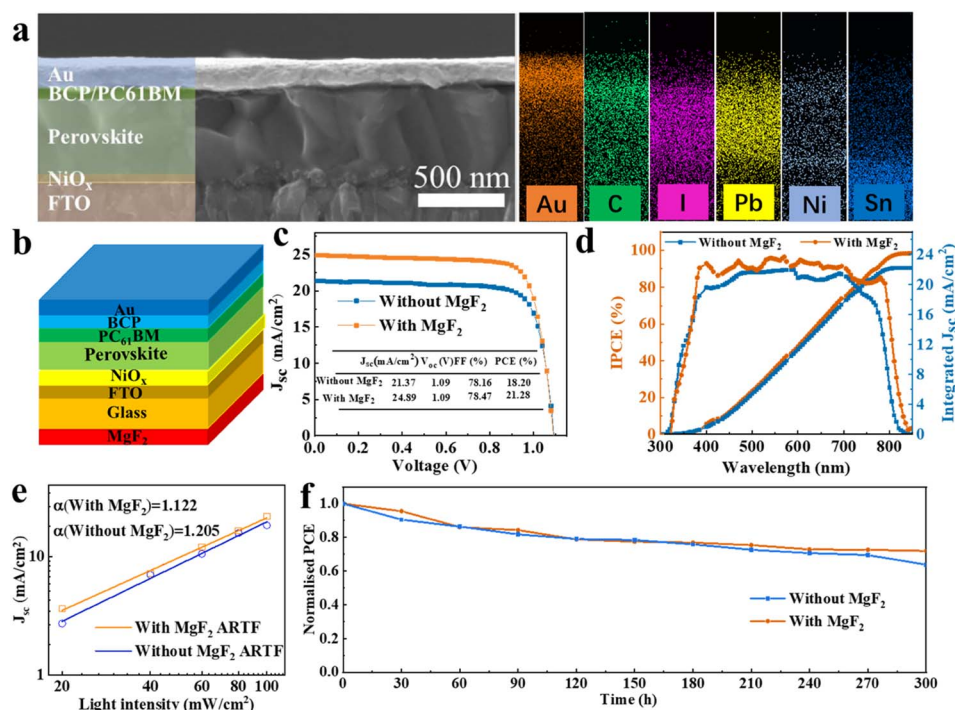 a
Au
BCP/PC61BM
Perovskite
NiOx
FTO
500 nm
Au
C
I
Pb
Ni
Sn
b
Au
BCP
PC61BM
Perovskite
NiOx
FTO
Glass
MgF2
c
Jsc (mA/cm²)
30
25
20
15
10
5
0
Without MgF2
With MgF2
Jsc(mA/cm²) Voc (V) FF (%) PCE (%)
Without MgF2 21.37 1.09 78.16 18.20
With MgF2 24.89 1.09 78.47 21.28
0.0 0.2 0.4 0.6 0.8 1.0
Voltage (V)
d
Without MgF2 With MgF2
IPCE (%)
100
80
60
40
20
0
24
20
16
12
8
4
0
Integrated Jsc (mA/cm²)
300 400 500 600 700 800
Wavelength (nm)
e
α(With MgF2)=1.122
α(Without MgF2)=1.205
Jsc (mA/cm²)
10
1
With MgF2 ARTF
Without MgF2 ARTF
20 40 60 80 100
Light intensity (mW/cm²)
f
Normalised PCE
1.0
0.8
0.6
0.4
0.2
0.0
Without MgF2
With MgF2
0 30 60 90 120 150 180 210 240 270 300
Time (h)